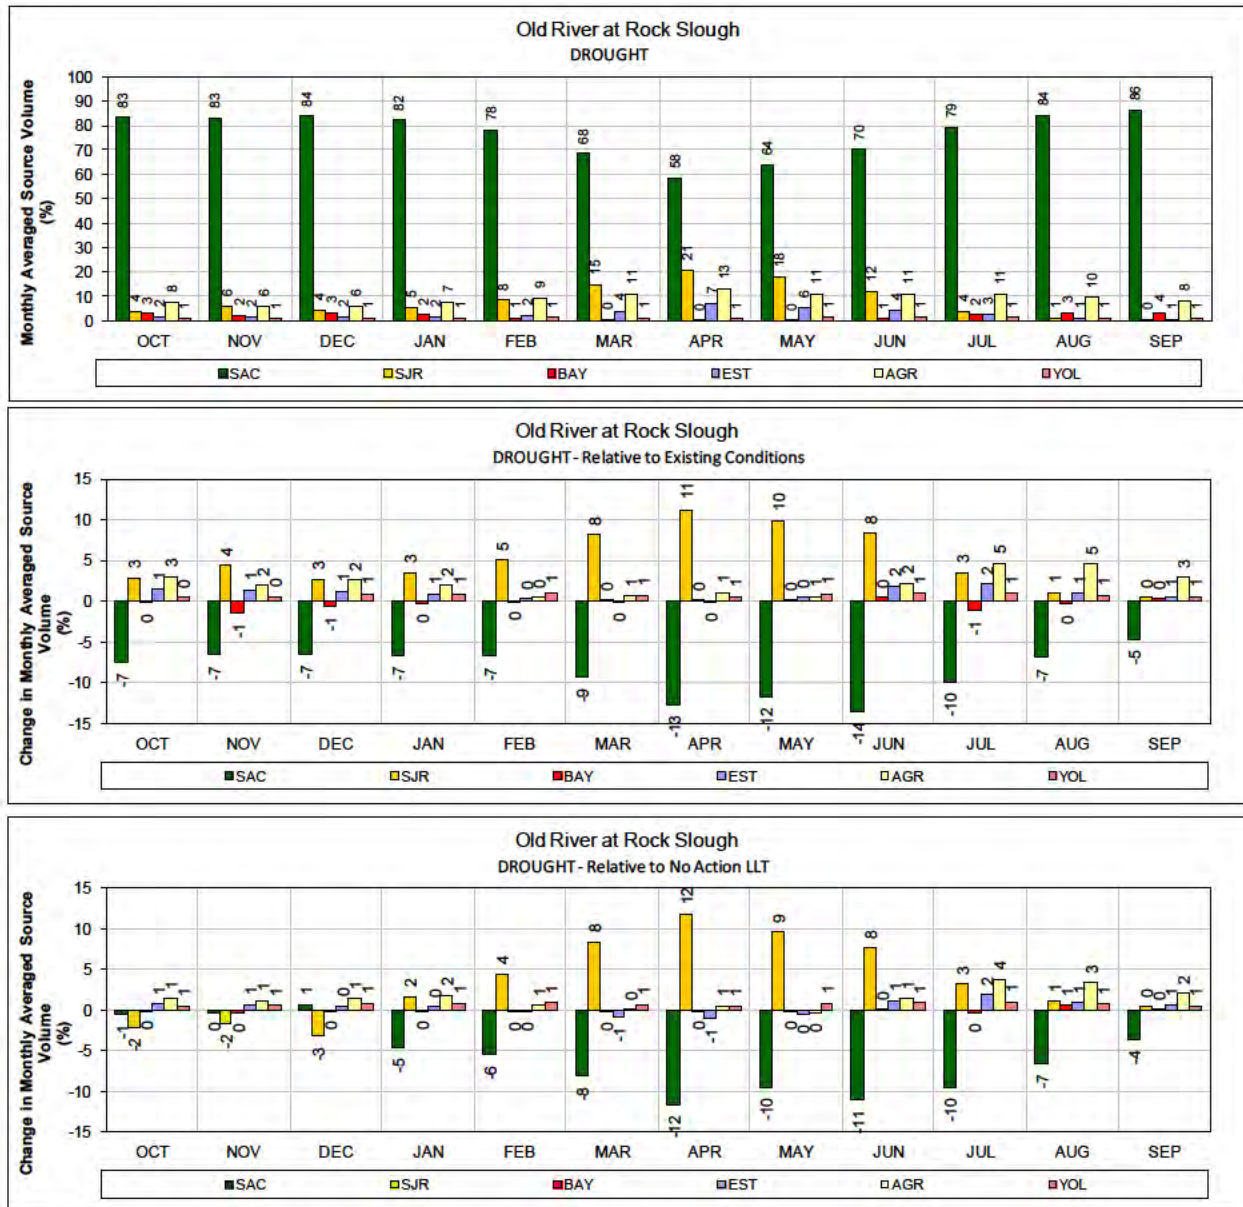 Old River at Rock Slough
DROUGHT
Monthly Averaged Source Volume
(%)
100
90
80
70
60
50
40
30
20
10
0
83 4 3 2 8 1
83 6 2 2 6 1
84 4 3 2 6 1
82 5 2 2 7 1
78 8 1 2 9 1
68 15 0 4 11 1
58 21 0 7 13 1
64 18 0 6 11 1
70 12 1 4 11 1
79 4 2 3 11 1
84 1 3 1 10 1
86 0 4 1 8 1
OCT NOV DEC JAN FEB MAR APR MAY JUN JUL AUG SEP
SAC SJR BAY EST AGR YOL
Old River at Rock Slough
DROUGHT - Relative to Existing Conditions
Change in Monthly Averaged Source
Volume
(%)
15
10
5
0
-5
-10
-15
-7 3 0 1 3 0
-7 4 -1 1 2 0
-7 3 -1 1 2 1
-7 3 0 1 2 1
-7 5 0 0 0 1
-9 8 0 0 1 1
-13 11 0 0 1 1
-12 10 0 0 1 1
-14 8 0 2 2 1
-10 3 -1 2 5 1
-7 1 0 1 5 1
-5 0 0 1 3 1
OCT NOV DEC JAN FEB MAR APR MAY JUN JUL AUG SEP
SAC SJR BAY EST AGR YOL
Old River at Rock Slough
DROUGHT - Relative to No Action LLT
Change in Monthly Averaged Source
Volume
(%)
15
10
5
0
-5
-10
-15
-1 -2 0 1 1 1
0 -2 0 1 1 1
1 -3 0 0 1 1
-5 2 0 0 2 1
-6 4 0 0 1 1
-8 8 0 -1 0 1
-12 12 0 -1 1 1
-10 9 0 0 0 1
-11 8 0 1 1 1
-10 3 0 2 4 1
-7 1 1 1 3 1
-4 0 0 1 2 1
OCT NOV DEC JAN FEB MAR APR MAY JUN JUL AUG SEP
SAC SJR BAY EST AGR YOL